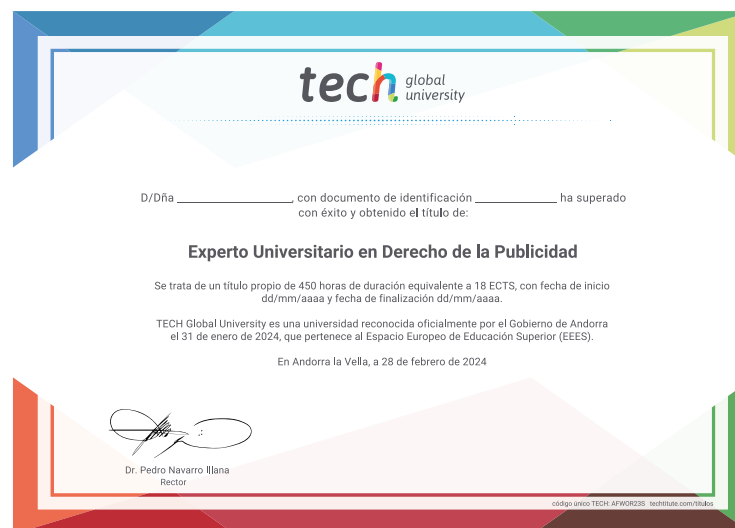 tech global
university
D/Dña ____________________, con documento de identificación ______________ ha superado
con éxito y obtenido el título de:
Experto Universitario en Derecho de la Publicidad
Se trata de un título propio de 450 horas de duración equivalente a 18 ECTS, con fecha de inicio
dd/mm/aaaa y fecha de finalización dd/mm/aaaa.
TECH Global University es una universidad reconocida oficialmente por el Gobierno de Andorra
el 31 de enero de 2024, que pertenece al Espacio Europeo de Educación Superior (EEES).
En Andorra la Vella, a 28 de febrero de 2024
Dr. Pedro Navarro Illana
Rector
código único TECH: AFWOR23S techtitute.com/titulos